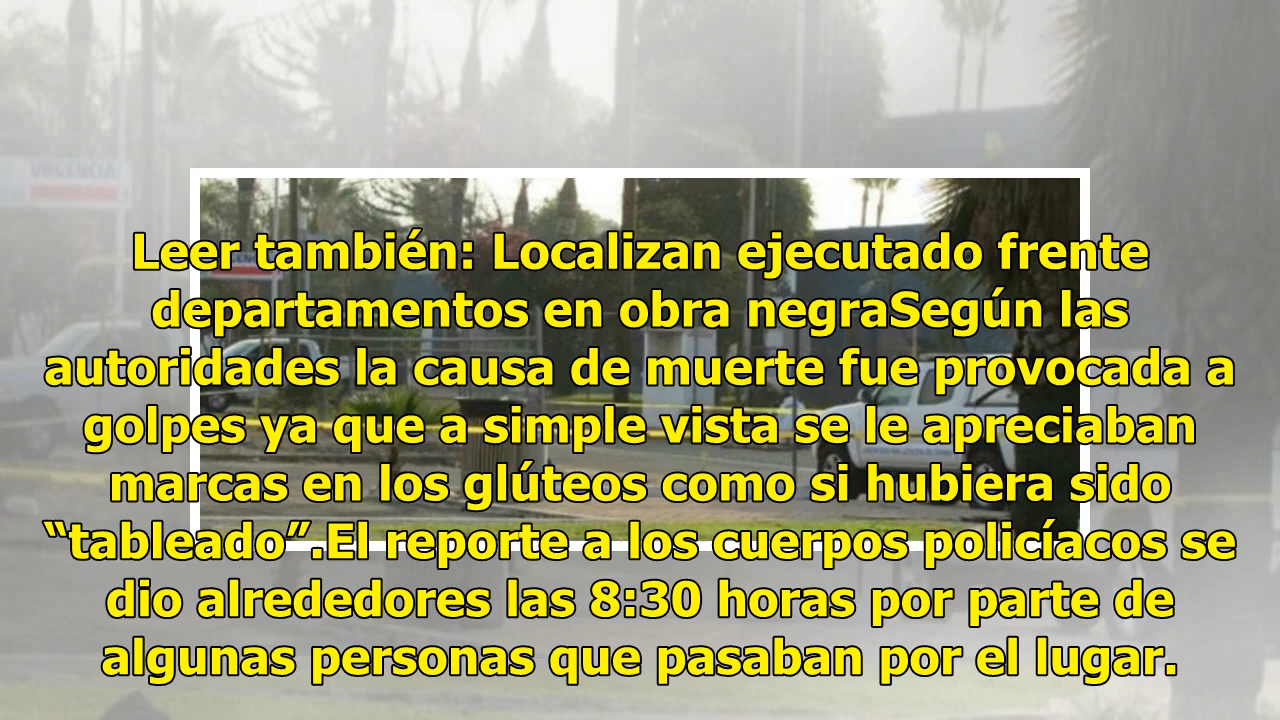 URGENCIA
Leer también: Localizan ejecutado frente
departamentos en obra negraSegún las
autoridades la causa de muerte fue provocada a
golpes ya que a simple vista se le apreciaban
marcas en los glúteos como si hubiera sido
“tableado”.El reporte a los cuerpos policíacos se
dio alrededores las 8:30 horas por parte de
algunas personas que pasaban por el lugar.